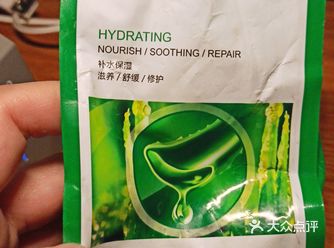 HYDRATING
NOURISH / SOOTHING / REPAIR
补水保湿
滋养 / 舒缓 / 修护
大众点评